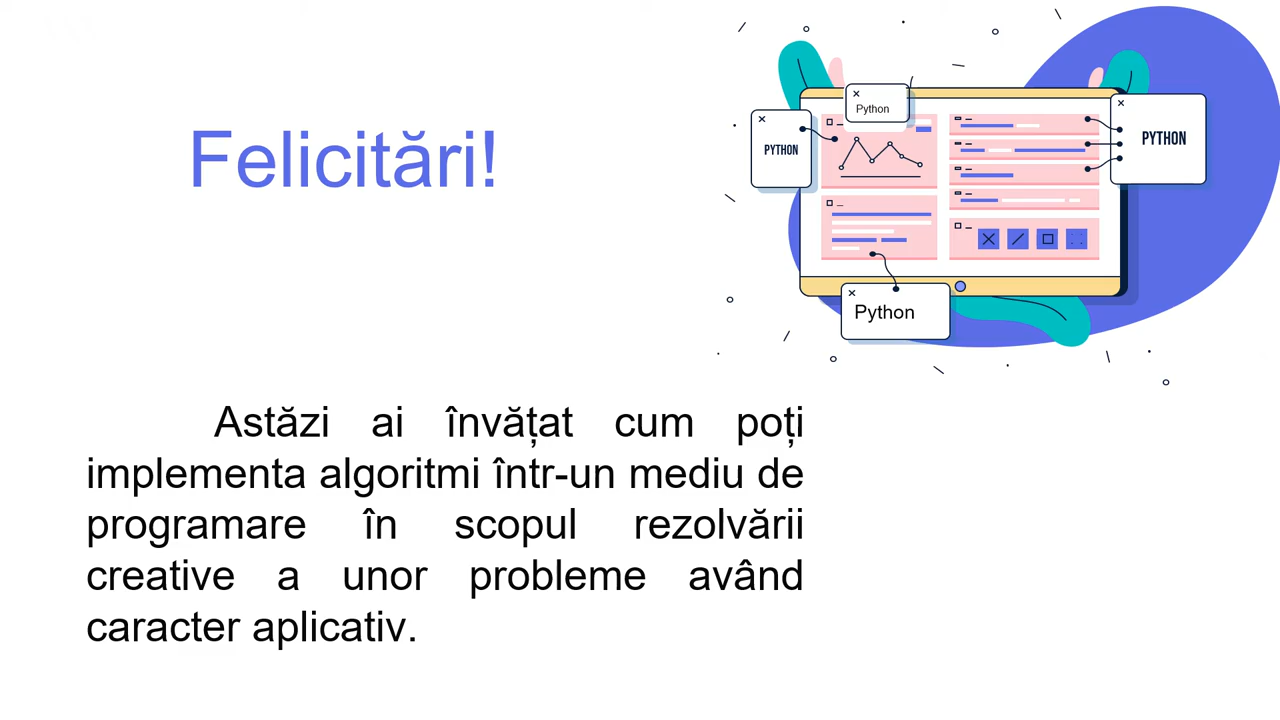 Felicitări!
Python
PYTHON
PYTHON
Python
Astăzi ai învățat cum poți
implementa algoritmi într-un mediu de
programare în scopul rezolvării
creative a unor probleme având
caracter aplicativ.